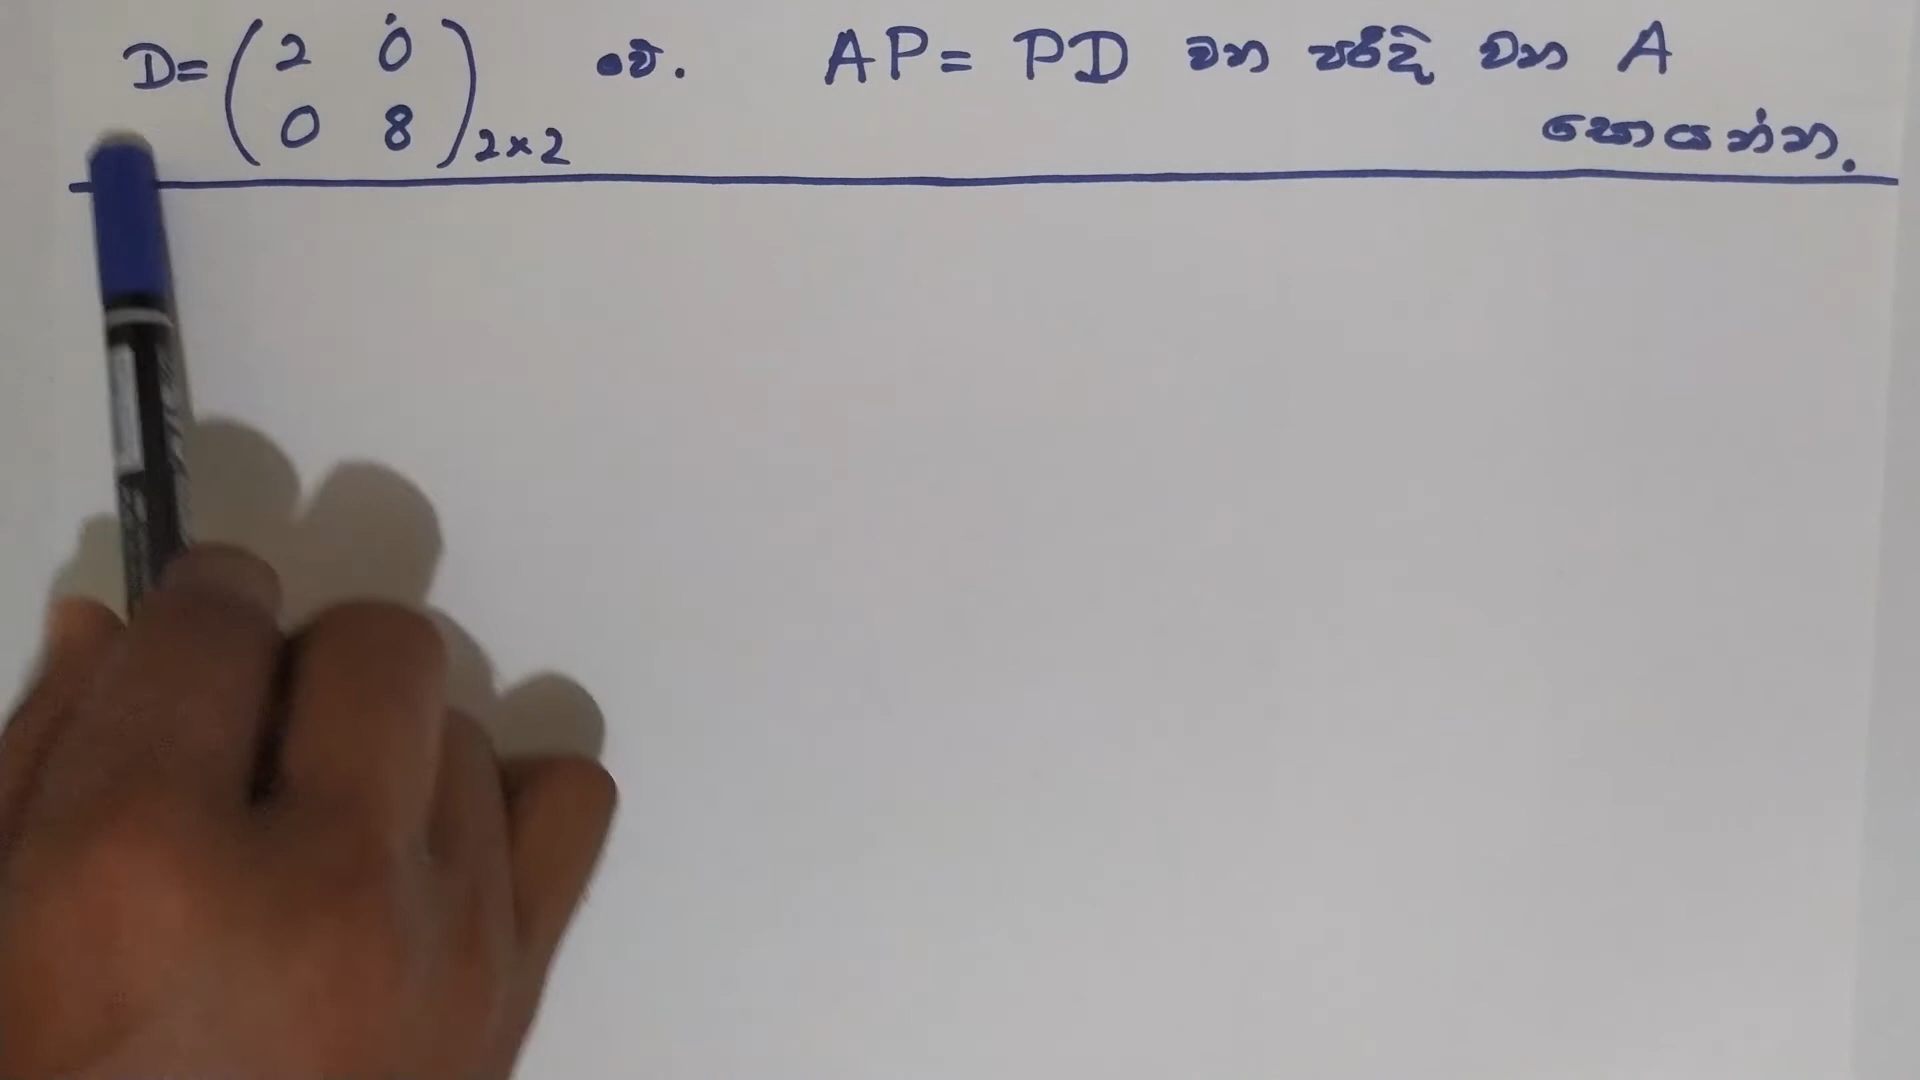 D= ( 2 0 වේ. AP = PD වන පරිදි වන A
0 8 ) 2×2 සොයන්න.